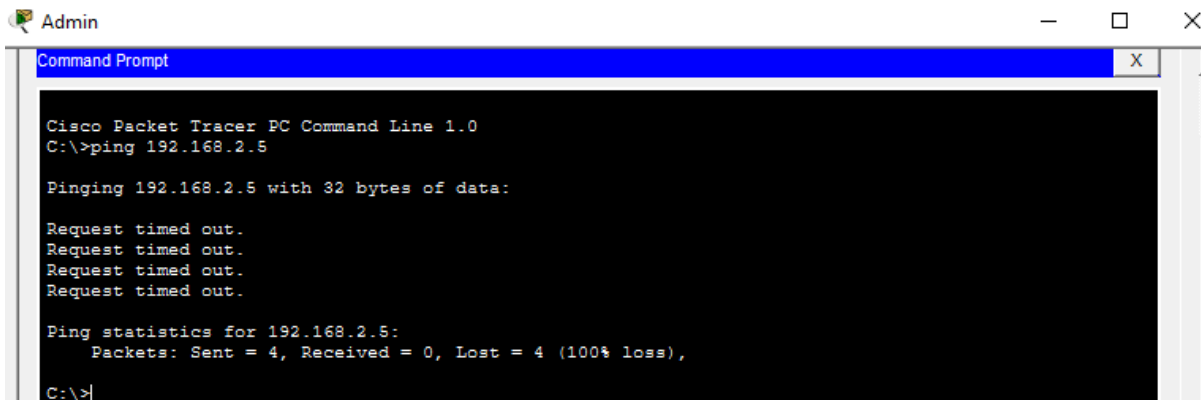 Admin
Command Prompt X
Cisco Packet Tracer PC Command Line 1.0
C:\>ping 192.168.2.5
Pinging 192.168.2.5 with 32 bytes of data:
Request timed out.
Request timed out.
Request timed out.
Request timed out.
Ping statistics for 192.168.2.5:
    Packets: Sent = 4, Received = 0, Lost = 4 (100% loss),
C:\>